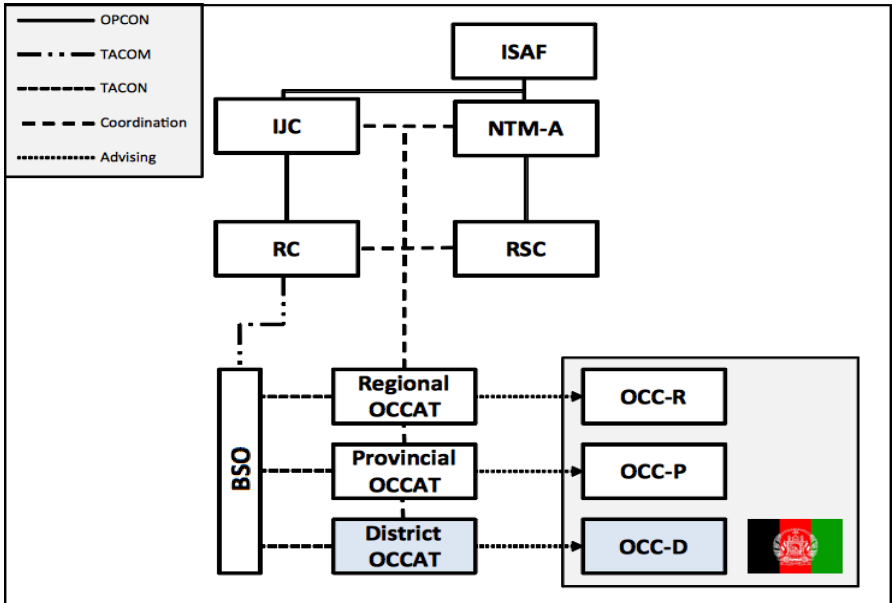 OPCON
TACOM
TACON
Coordination
Advising
ISAF
IJC
NTM-A
RC
RSC
BSO
Regional
OCCAT
OCC-R
Provincial
OCCAT
OCC-P
District
OCCAT
OCC-D